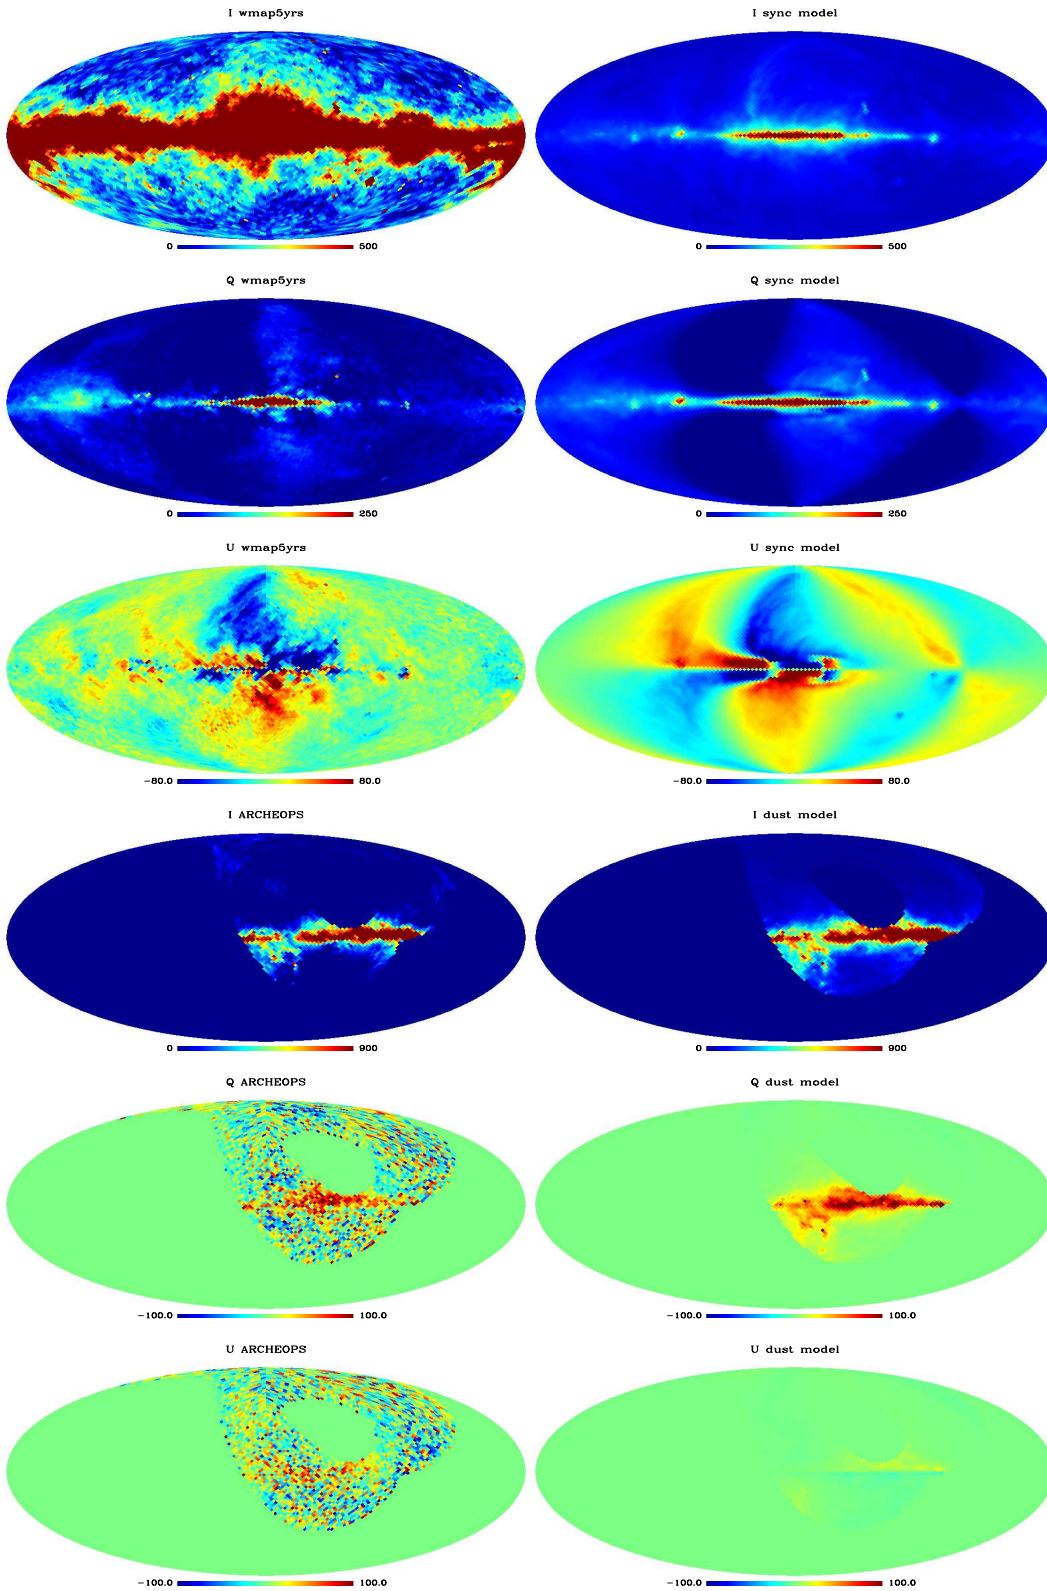 I wmap5yrs
I sync model
0 500
0 500
Q wmap5yrs
Q sync model
0 250
0 250
U wmap5yrs
U sync model
-80.0 80.0
-80.0 80.0
I ARCHEOPS
I dust model
0 900
0 900
Q ARCHEOPS
Q dust model
-100.0 100.0
-100.0 100.0
U ARCHEOPS
U dust model
-100.0 100.0
-100.0 100.0